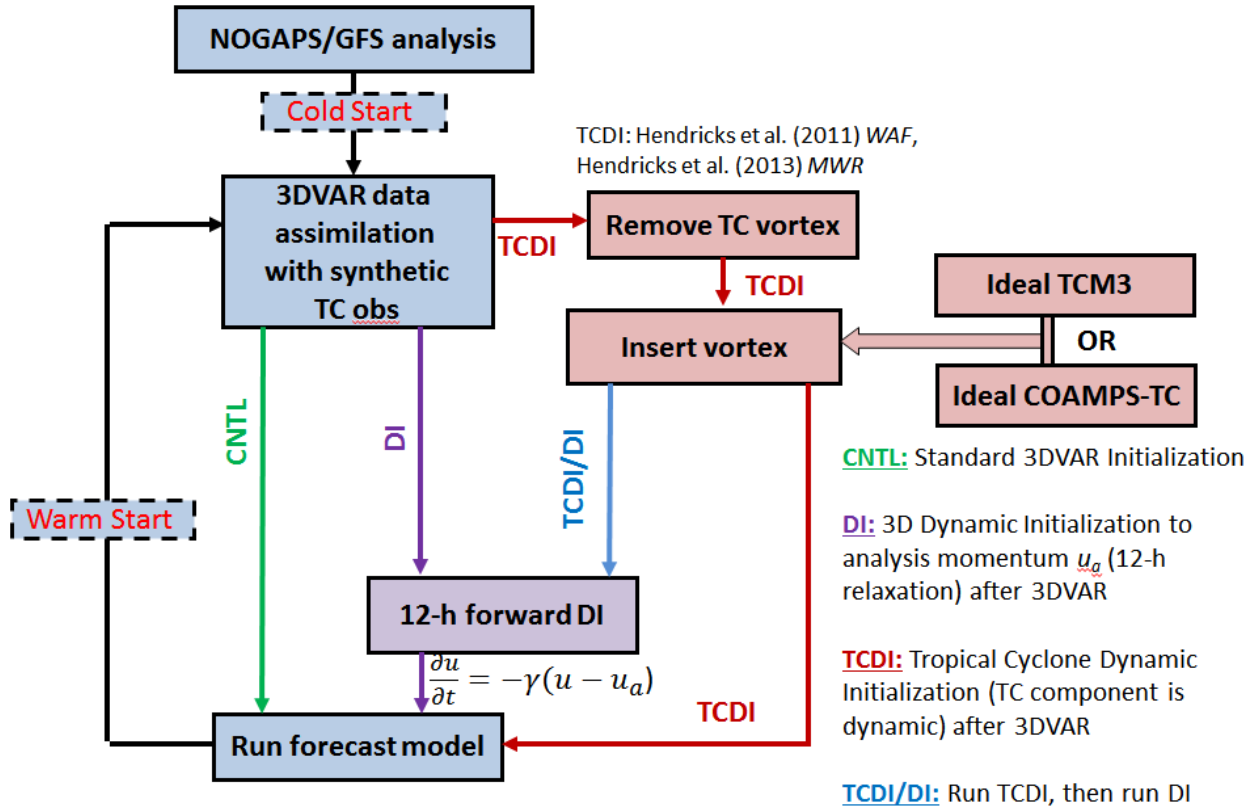 NOGAPS/GFS analysis
Cold Start
TCDI: Hendricks et al. (2011) WAF,
Hendricks et al. (2013) MWR
3DVAR data
assimilation
with synthetic
TC obs
TCDI
Remove TC vortex
TCDI
Ideal TCM3
OR
Ideal COAMPS-TC
Insert vortex
CNTL
DI
TCDI/DI
Warm Start
12-h forward DI
∂u/∂t = −γ(u − uₐ)
TCDI
Run forecast model
CNTL: Standard 3DVAR Initialization
DI: 3D Dynamic Initialization to
analysis momentum uₐ (12-h
relaxation) after 3DVAR
TCDI: Tropical Cyclone Dynamic
Initialization (TC component is
dynamic) after 3DVAR
TCDI/DI: Run TCDI, then run DI